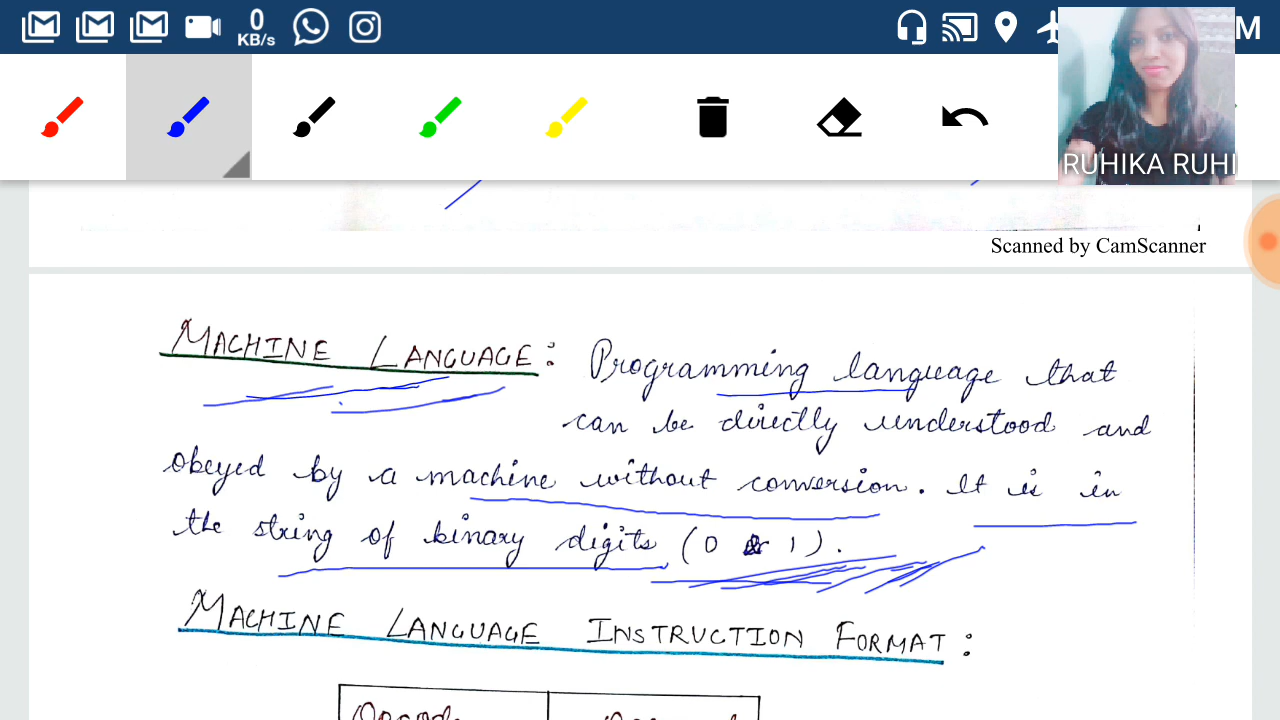 0
KB/s
M
RUHIKA RUHI
Scanned by CamScanner
MACHINE LANGUAGE: Programming language that
can be directly understood and
obeyed by a machine without conversion. It is in
the string of binary digits (0 & 1).
MACHINE LANGUAGE INSTRUCTION FORMAT: